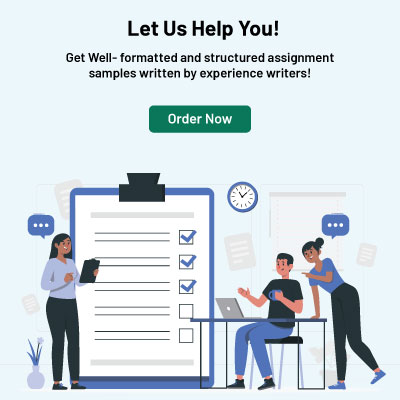 Let Us Help You!
Get Well- formatted and structured assignment
samples written by experience writers!
Order Now